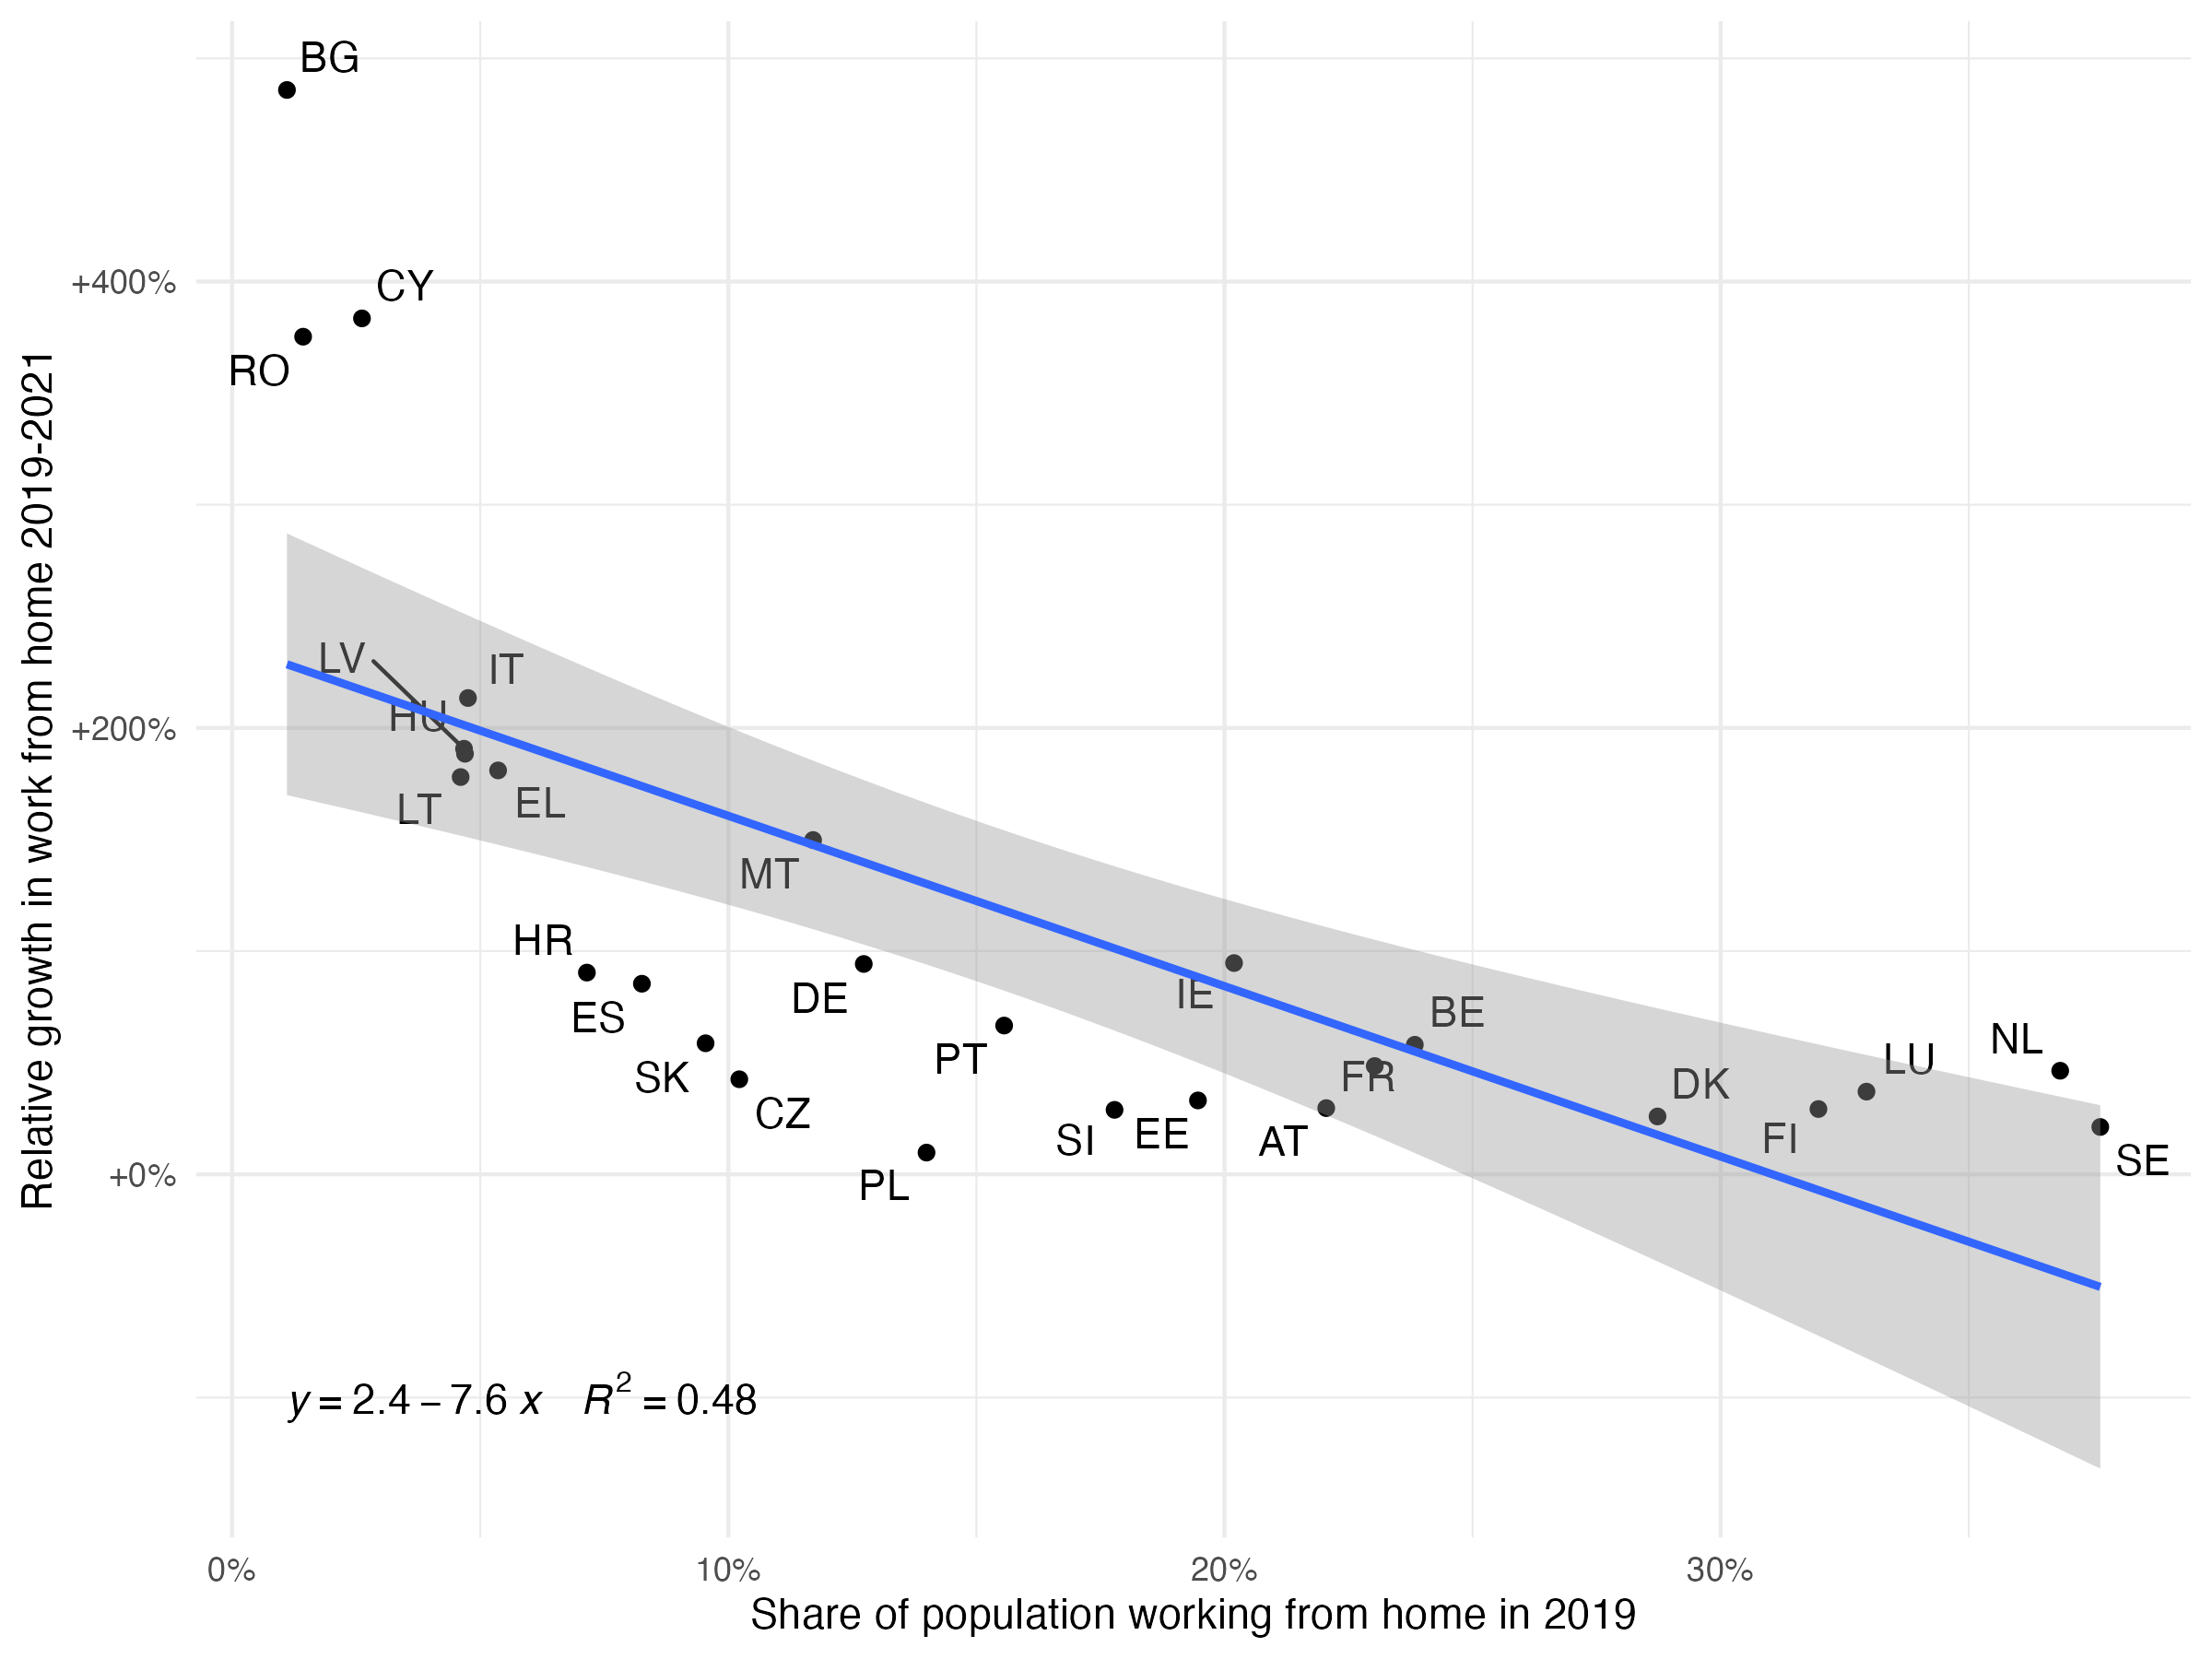 BG
+400%
CY
RO
Relative growth in work from home 2019-2021
LV
IT
HU
+200%
LT
EL
MT
HR
DE
IE
ES
BE
NL
PT
LU
SK
FR
DK
CZ
SI
EE
AT
FI
SE
+0%
PL
y = 2.4 − 7.6 x R² = 0.48
0%
10%
20%
30%
Share of population working from home in 2019